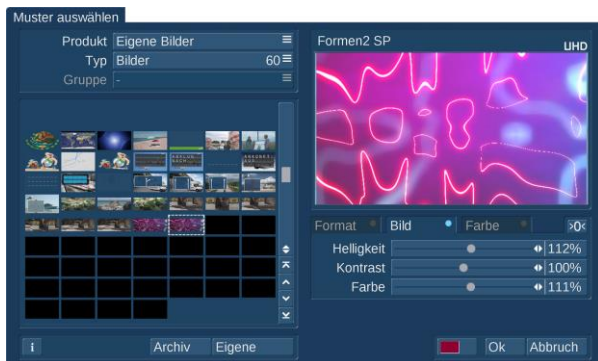 Muster auswählen
Produkt Eigene Bilder
Typ Bilder 60
Gruppe -
Formen2 SP UHD
Format Bild Farbe >0<
Helligkeit 112%
Kontrast 100%
Farbe 111%
i Archiv Eigene
Ok Abbruch